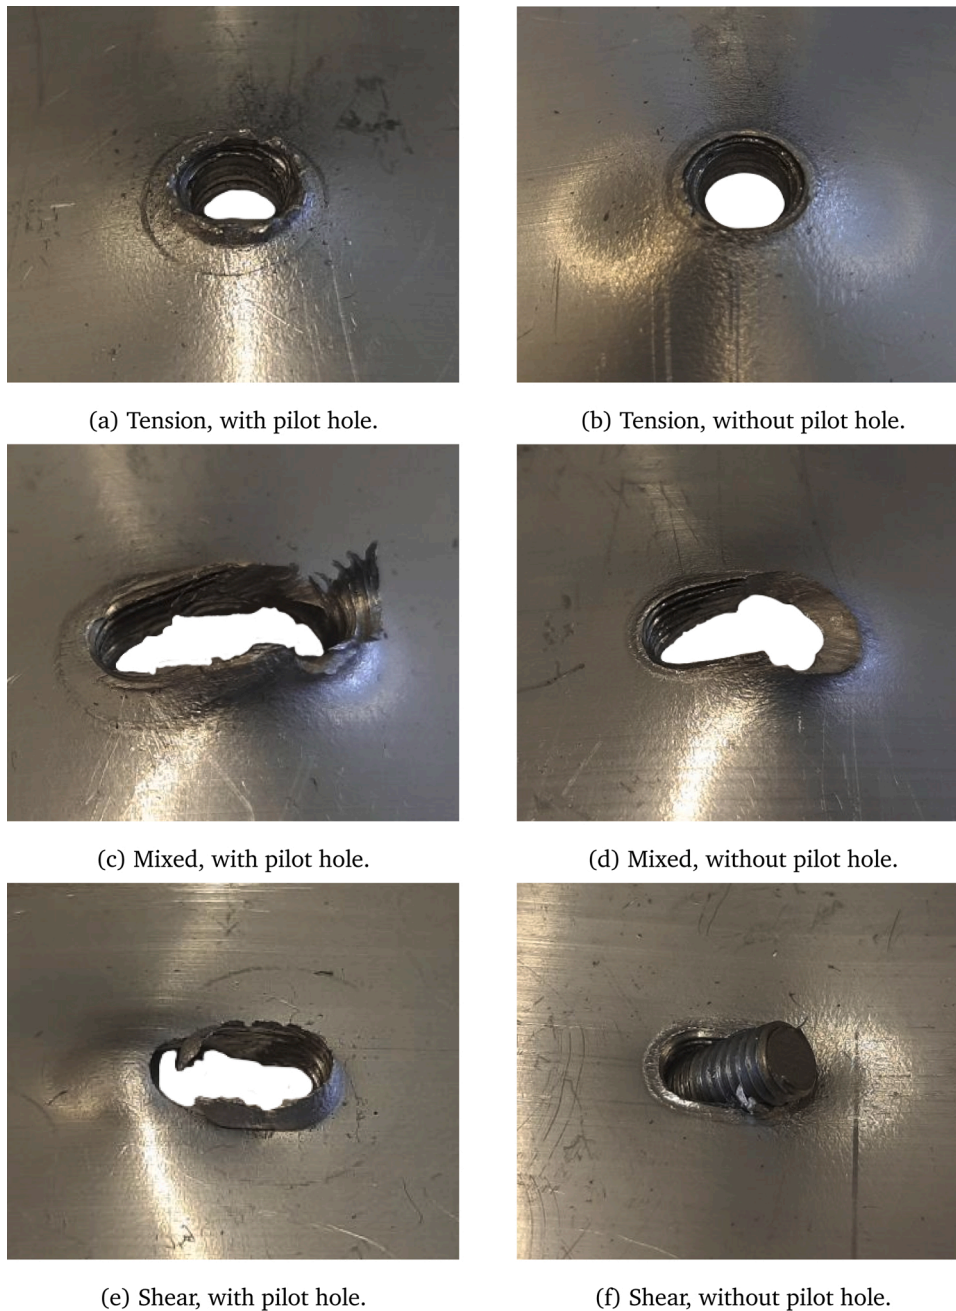 (a) Tension, with pilot hole.
(b) Tension, without pilot hole.
(c) Mixed, with pilot hole.
(d) Mixed, without pilot hole.
(e) Shear, with pilot hole.
(f) Shear, without pilot hole.